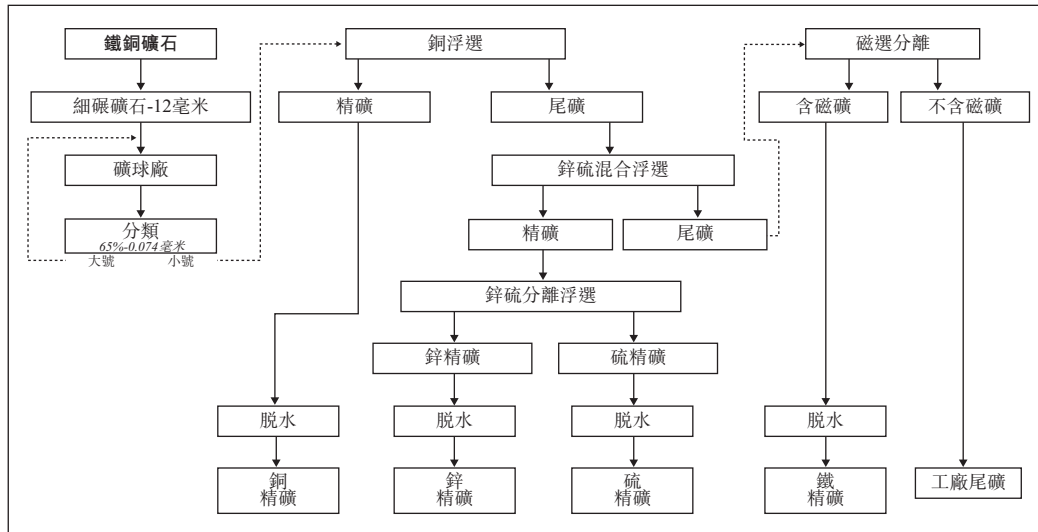 鐵銅礦石
細碾礦石-12毫米
礦球廠
分類
65%-0.074毫米
大號
小號
銅浮選
精礦
尾礦
鋅硫混合浮選
精礦
尾礦
鋅硫分離浮選
鋅精礦
硫精礦
磁選分離
含磁礦
不含磁礦
脱水
脱水
脱水
脱水
銅
精礦
鋅
精礦
硫
精礦
鐵
精礦
工廠尾礦